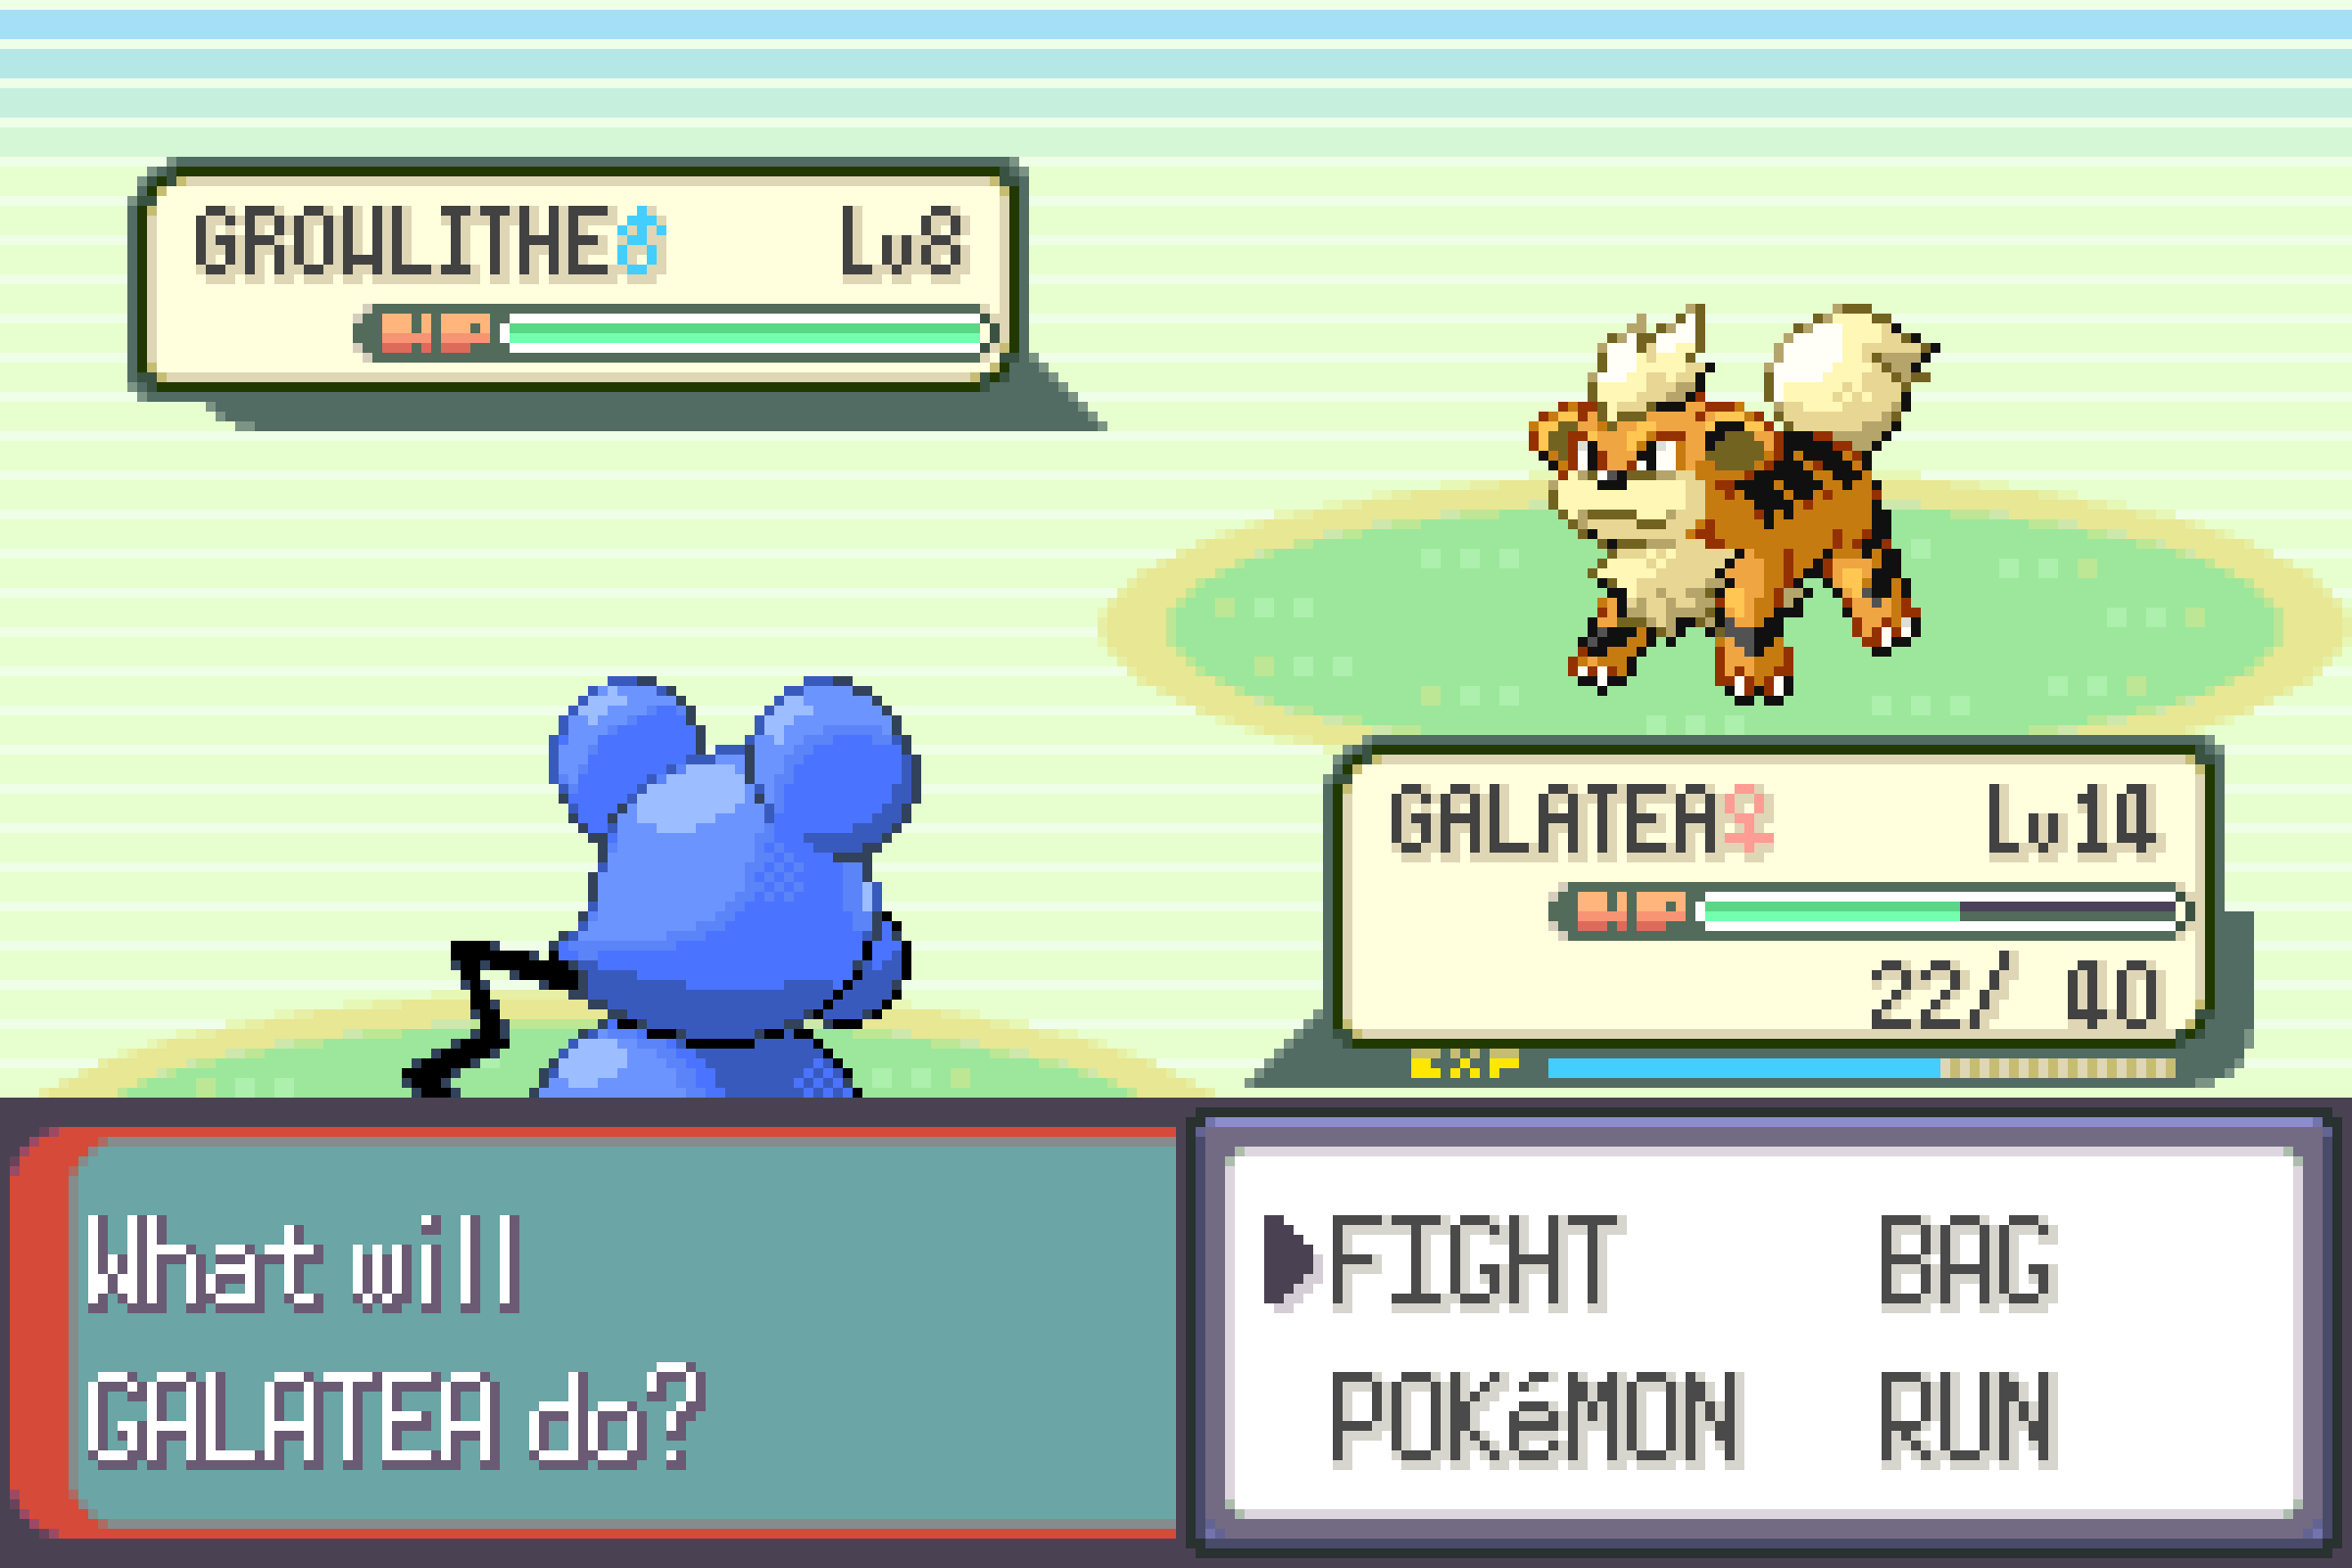 GROWLITHE♂ Lv8
HP
GALATEA♀ Lv14
HP
22/ 40
EXP
What will
GALATEA do?
FIGHT BAG
POKéMON RUN